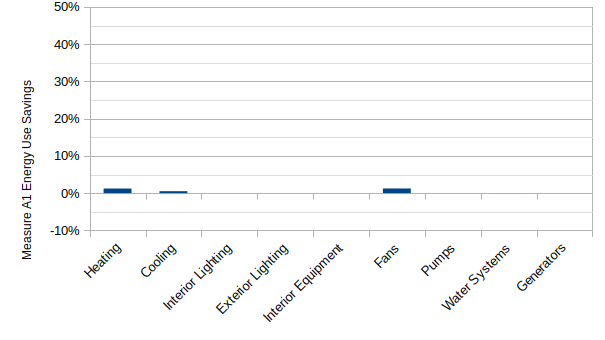 50%
40%
30%
20%
10%
0%
-10%
Measure A1 Energy Use Savings
Heating
Cooling
Interior Lighting
Exterior Lighting
Interior Equipment
Fans
Pumps
Water Systems
Generators